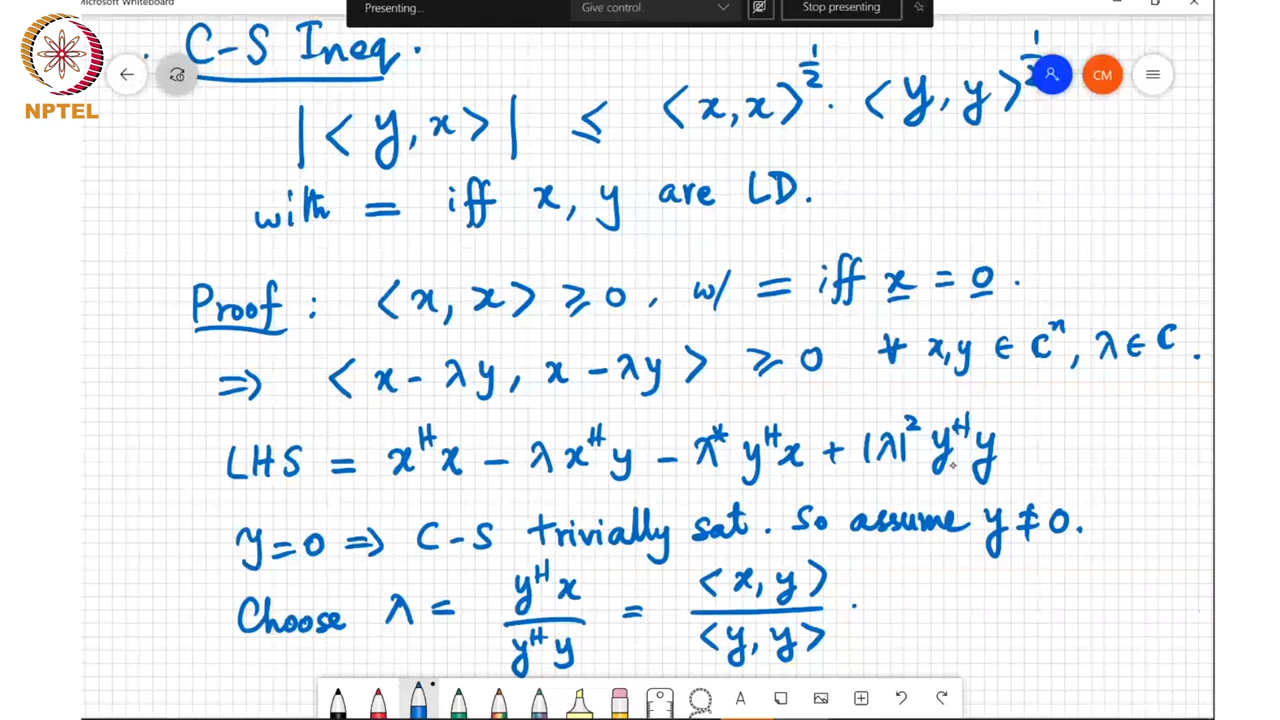 Microsoft Whiteboard
Presenting...
Give control
Stop presenting
NPTEL
CM
. C-S Ineq.
|<y, x>| ≤ <x, x>^{1/2} . <y, y>^{1/2}
with = iff x, y are LD.
Proof : <x, x> ≥ 0, w/ = iff x = 0.
⇒ <x - λy, x - λy> ≥ 0 ∀ x, y ∈ C^n, λ ∈ C.
LHS = x^H x - λ x^H y - λ* y^H x + |λ|^2 y^H y
y = 0 ⇒ C-S trivially sat. So assume y ≠ 0.
Choose λ = y^H x / y^H y = <x, y> / <y, y> .
A